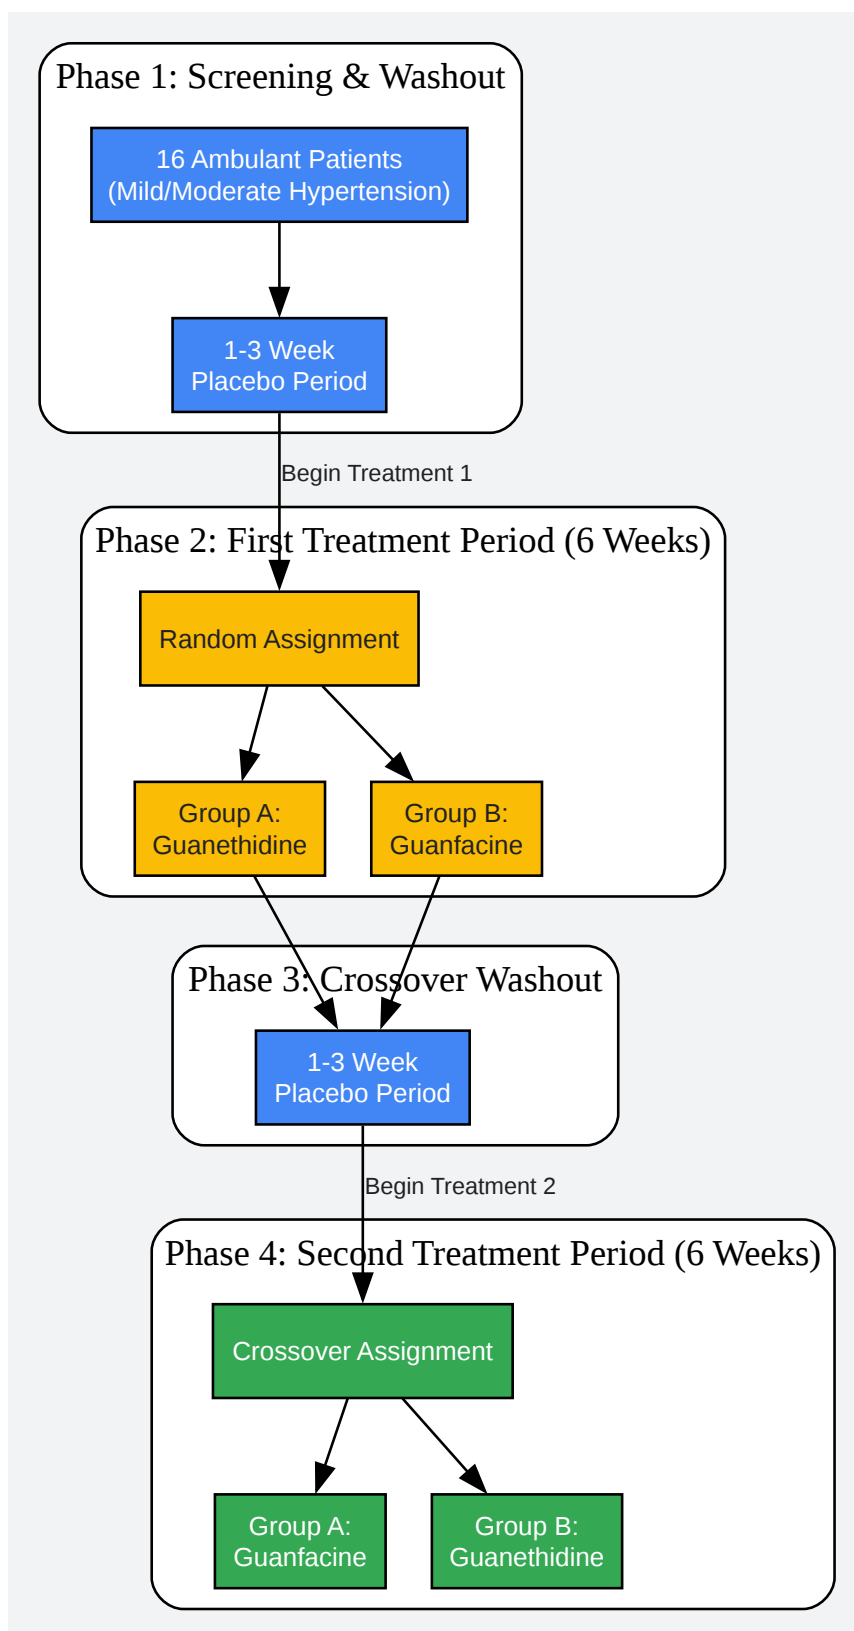 Phase 1: Screening & Washout
16 Ambulant Patients
(Mild/Moderate Hypertension)
1-3 Week
Placebo Period
Begin Treatment 1
Phase 2: First Treatment Period (6 Weeks)
Random Assignment
Group A:
Guanethidine
Group B:
Guanfacine
Phase 3: Crossover Washout
1-3 Week
Placebo Period
Begin Treatment 2
Phase 4: Second Treatment Period (6 Weeks)
Crossover Assignment
Group A:
Guanfacine
Group B:
Guanethidine